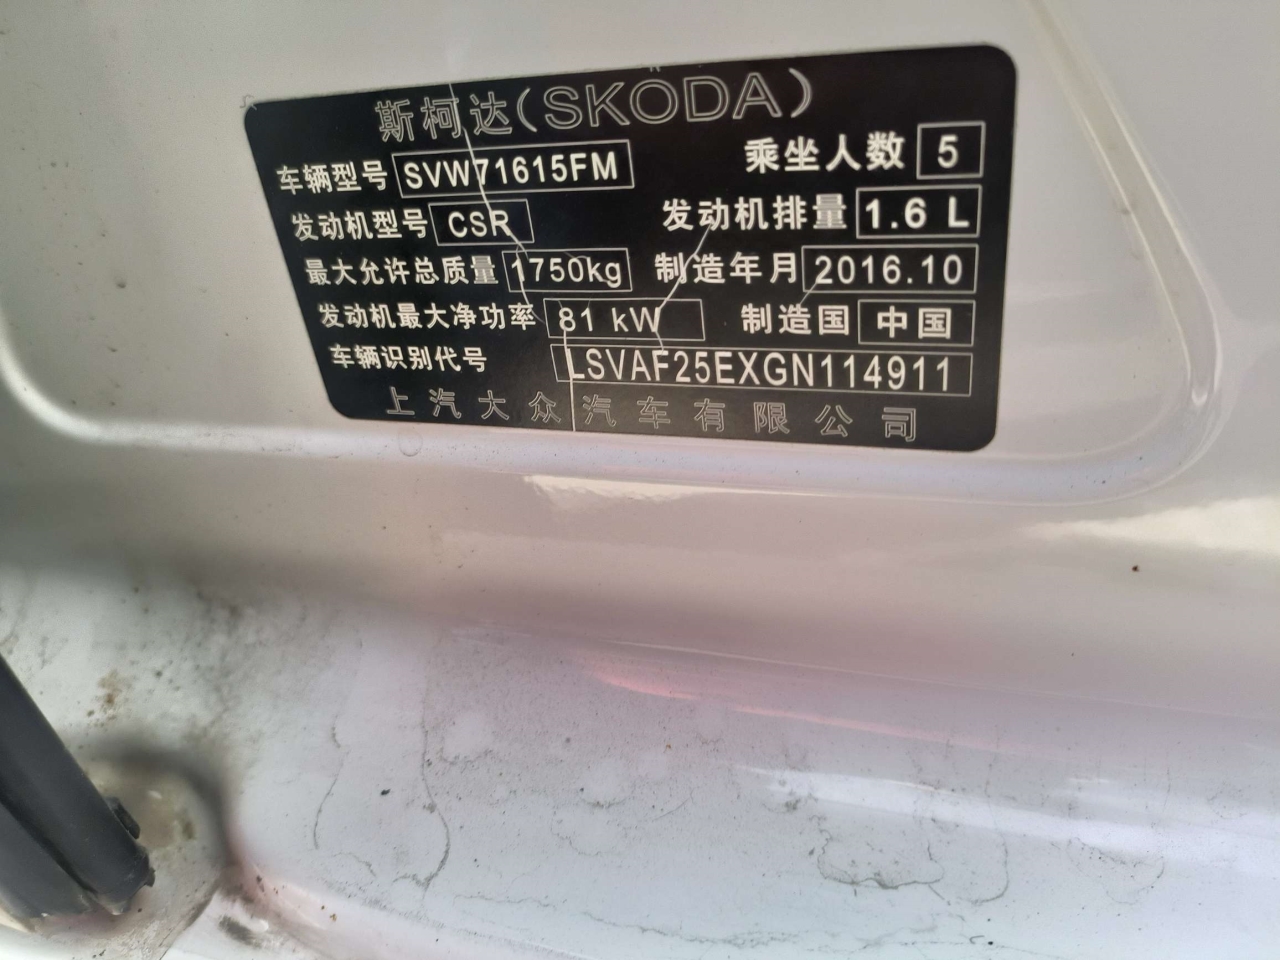 斯柯达(SKODA)
车辆型号 SVW71615FM 乘坐人数 5
发动机型号 CSR 发动机排量 1.6 L
最大允许总质量 1750kg 制造年月 2016.10
发动机最大净功率 81 kW 制造国 中国
车辆识别代号 LSVAF25EXGN114911
上汽大众汽车有限公司